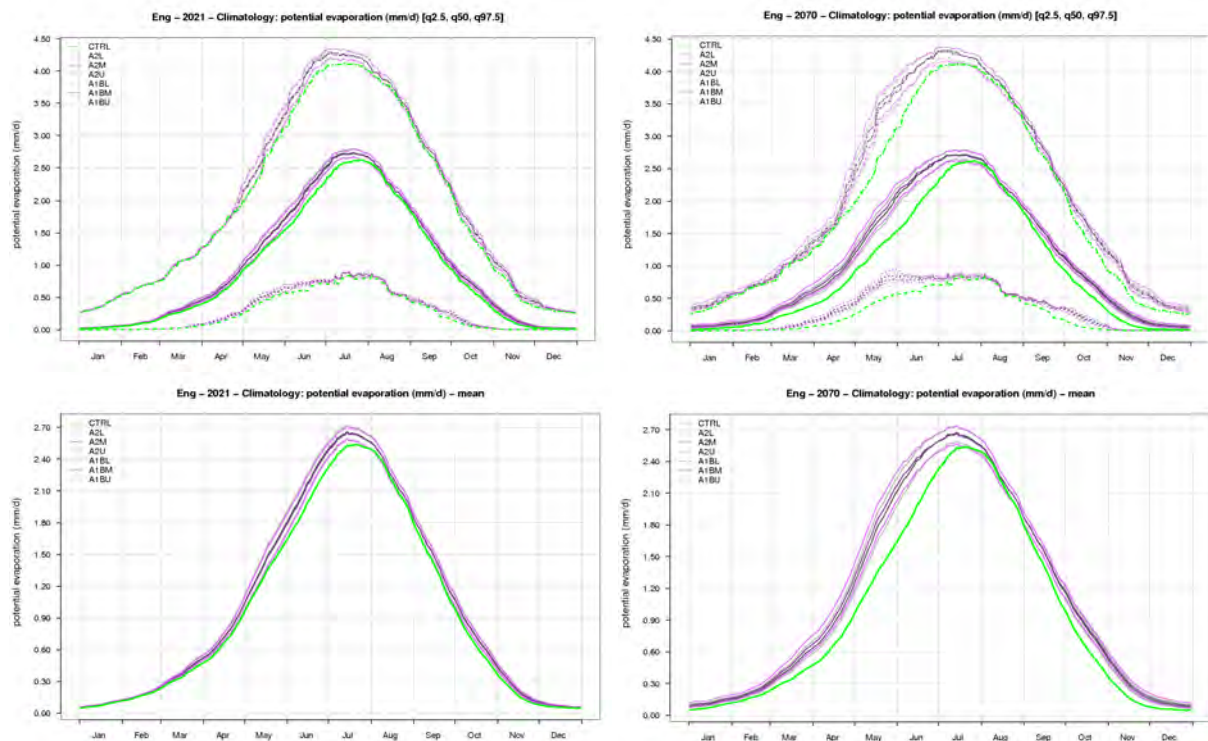 Eng – 2021 – Climatology: potential evaporation (mm/d) [q2.5, q50, q97.5]
potential evaporation (mm/d)
4.50
4.00
3.50
3.00
2.50
2.00
1.50
1.00
0.50
0.00
CTRL
A2L
A2M
A2U
A1BL
A1BM
A1BU
Jan Feb Mar Apr May Jun Jul Aug Sep Oct Nov Dec
Eng – 2070 – Climatology: potential evaporation (mm/d) [q2.5, q50, q97.5]
potential evaporation (mm/d)
4.50
4.00
3.50
3.00
2.50
2.00
1.50
1.00
0.50
0.00
CTRL
A2L
A2M
A2U
A1BL
A1BM
A1BU
Jan Feb Mar Apr May Jun Jul Aug Sep Oct Nov Dec
Eng – 2021 – Climatology: potential evaporation (mm/d) – mean
potential evaporation (mm/d)
2.70
2.40
2.10
1.80
1.50
1.20
0.90
0.60
0.30
0.00
CTRL
A2L
A2M
A2U
A1BL
A1BM
A1BU
Jan Feb Mar Apr May Jun Jul Aug Sep Oct Nov Dec
Eng – 2070 – Climatology: potential evaporation (mm/d) – mean
potential evaporation (mm/d)
2.70
2.40
2.10
1.80
1.50
1.20
0.90
0.60
0.30
0.00
CTRL
A2L
A2M
A2U
A1BL
A1BM
A1BU
Jan Feb Mar Apr May Jun Jul Aug Sep Oct Nov Dec